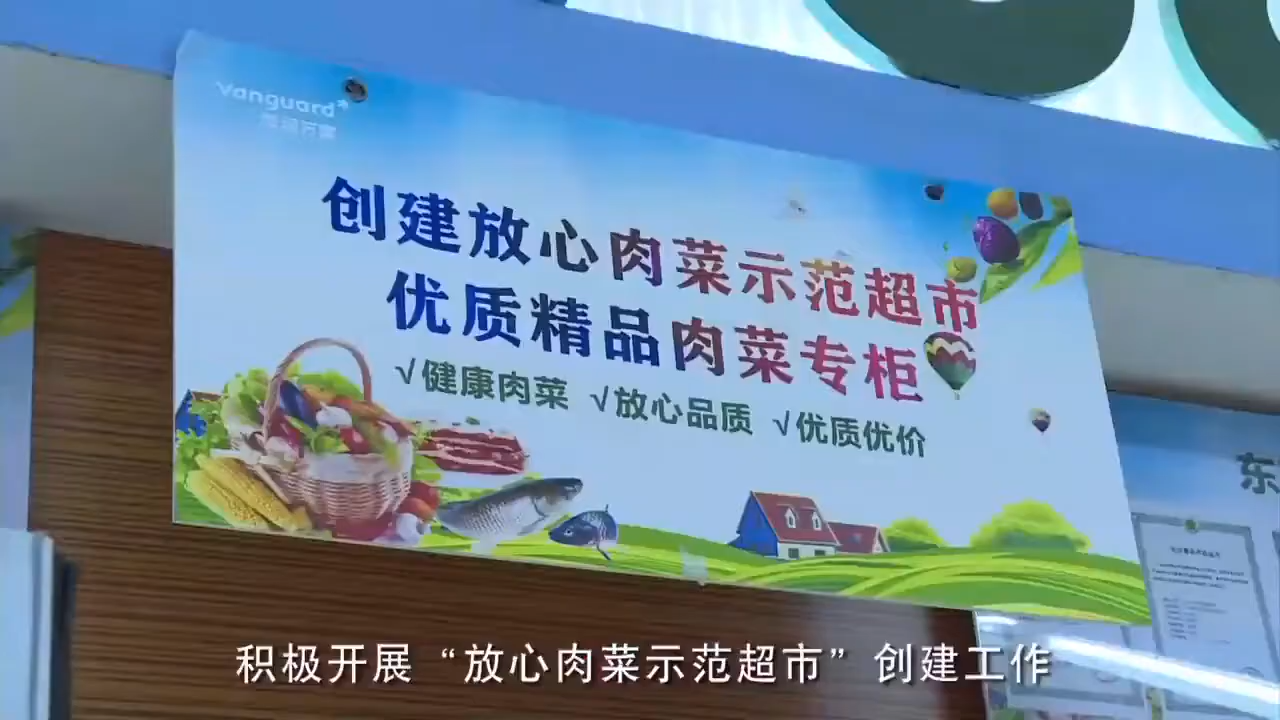 vanguard
创建放心肉菜示范超市
优质精品肉菜专柜
√健康肉菜 √放心品质 √优质优价
东
积极开展“放心肉菜示范超市”创建工作